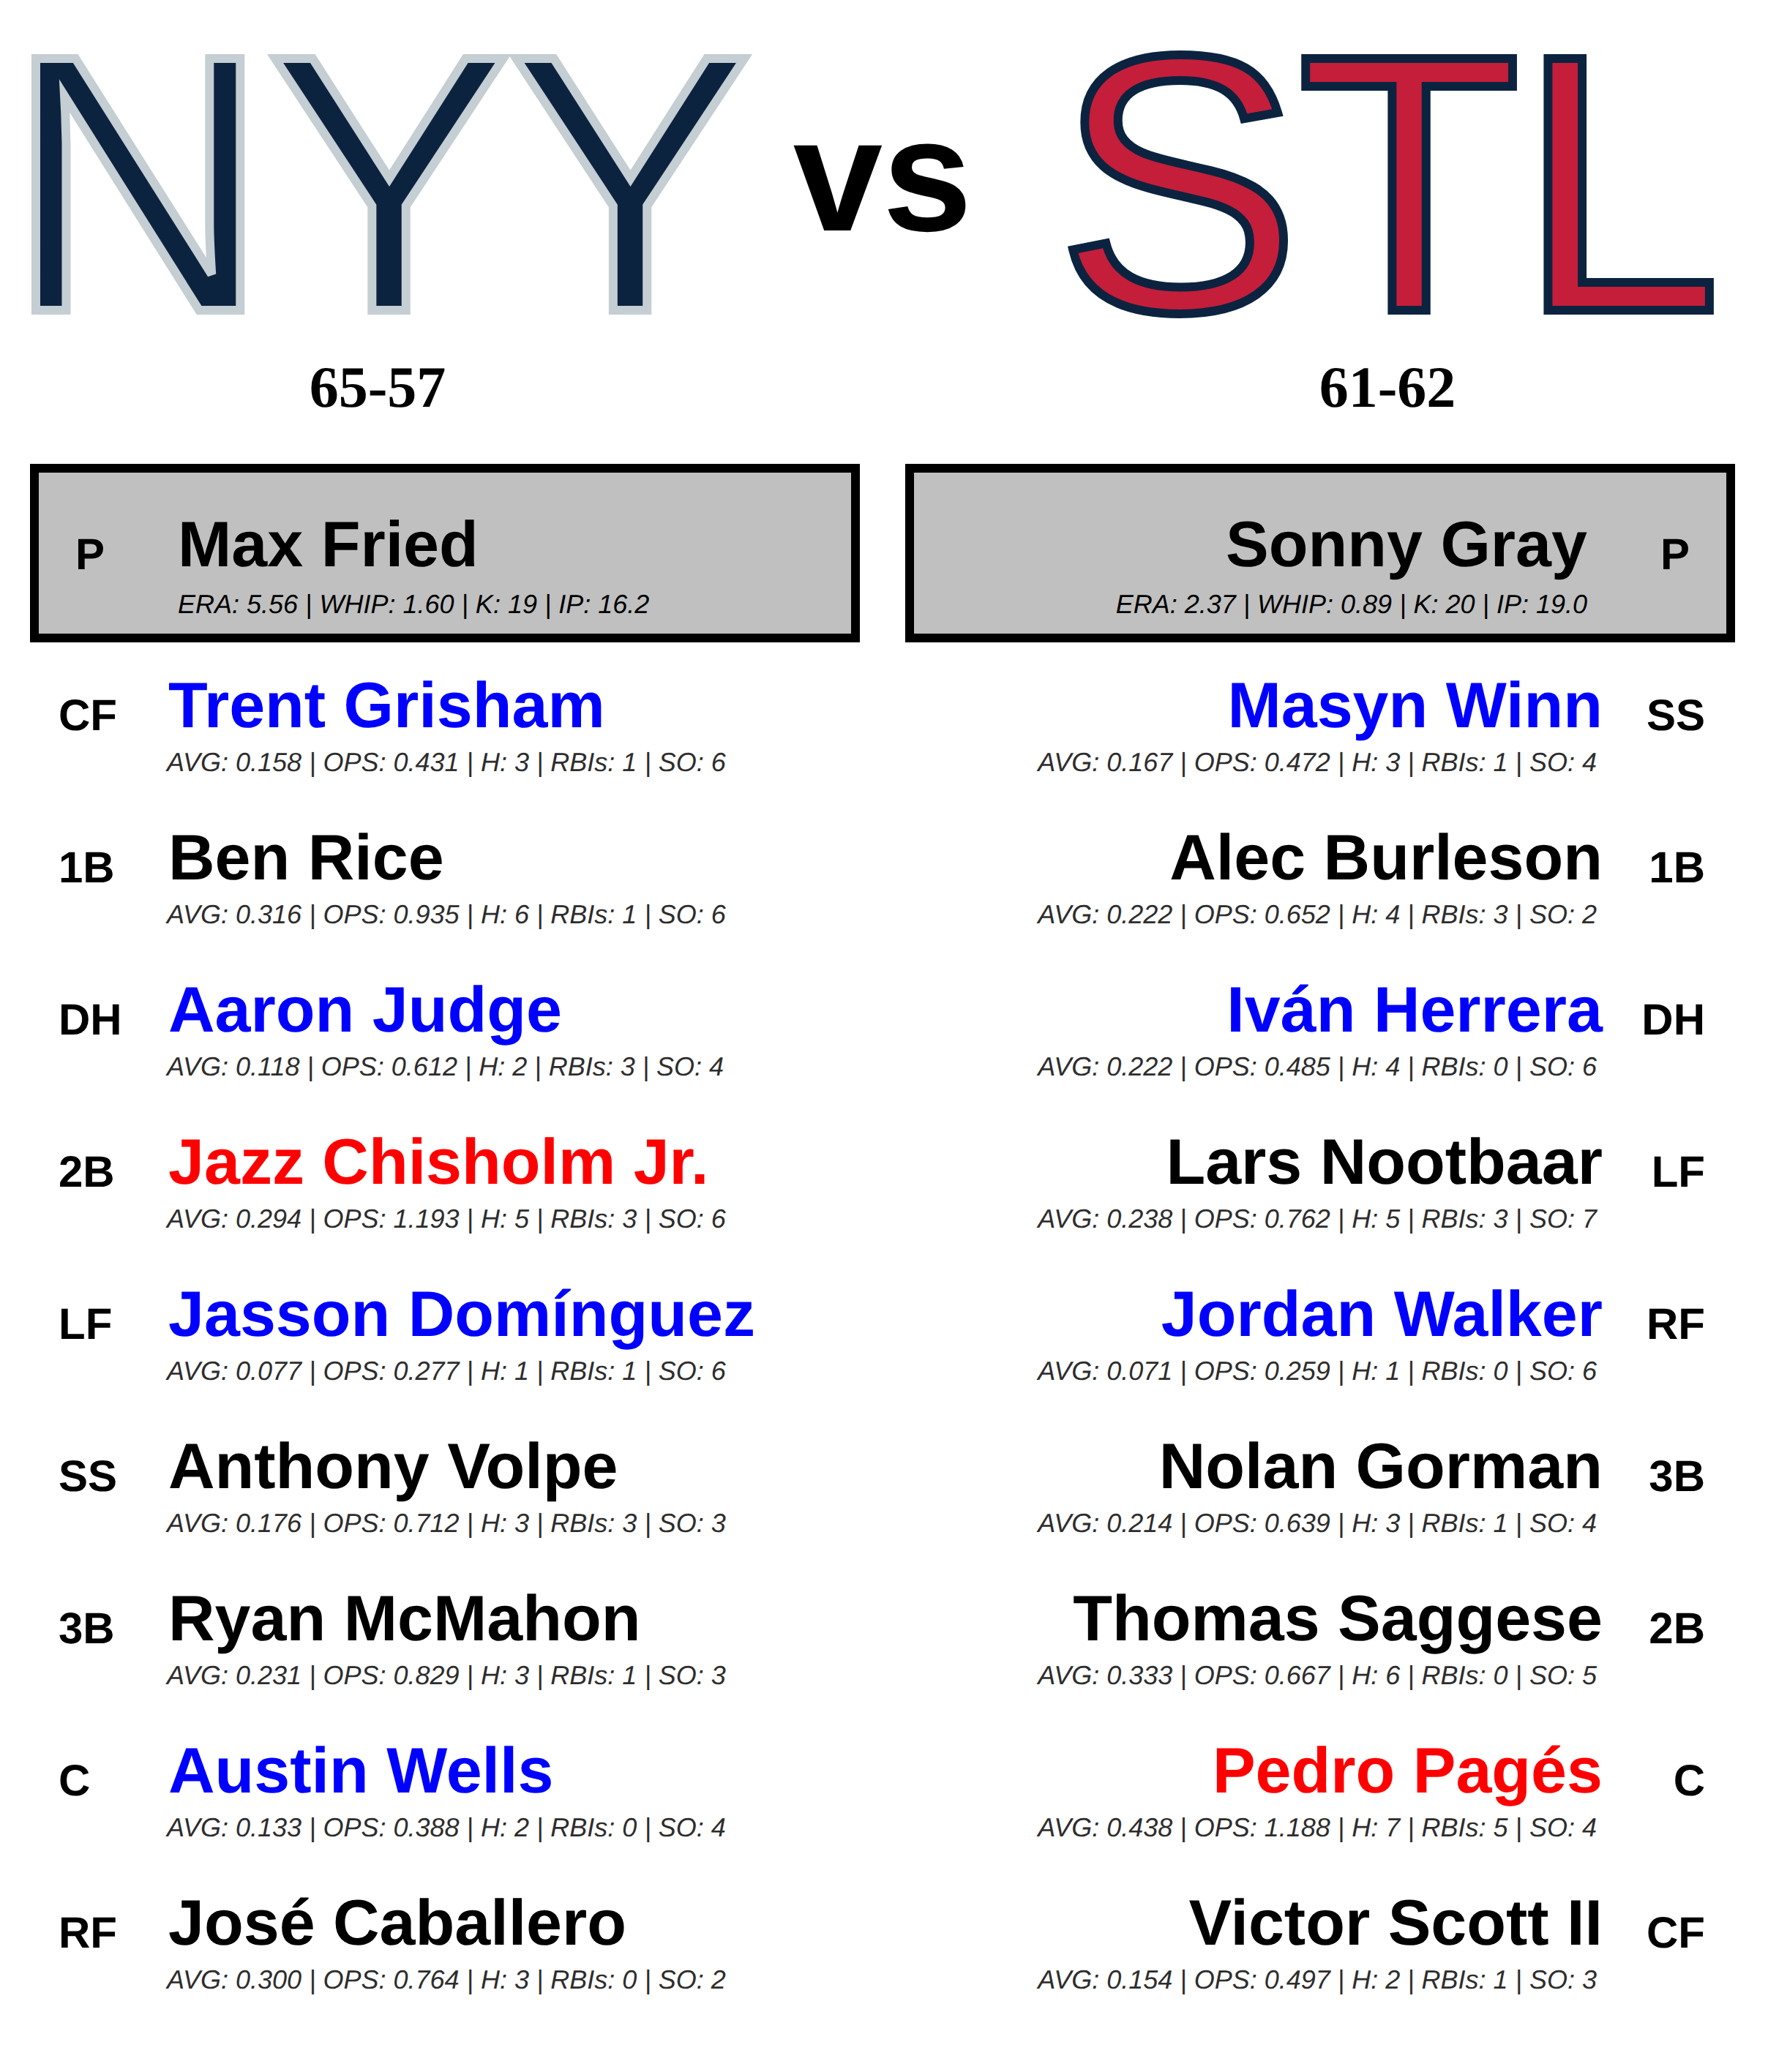 NYY vs STL
65-57 61-62
P Max Fried Sonny Gray P
ERA: 5.56 | WHIP: 1.60 | K: 19 | IP: 16.2 ERA: 2.37 | WHIP: 0.89 | K: 20 | IP: 19.0
CF Trent Grisham Masyn Winn SS
AVG: 0.158 | OPS: 0.431 | H: 3 | RBIs: 1 | SO: 6 AVG: 0.167 | OPS: 0.472 | H: 3 | RBIs: 1 | SO: 4
1B Ben Rice Alec Burleson 1B
AVG: 0.316 | OPS: 0.935 | H: 6 | RBIs: 1 | SO: 6 AVG: 0.222 | OPS: 0.652 | H: 4 | RBIs: 3 | SO: 2
DH Aaron Judge Iván Herrera DH
AVG: 0.118 | OPS: 0.612 | H: 2 | RBIs: 3 | SO: 4 AVG: 0.222 | OPS: 0.485 | H: 4 | RBIs: 0 | SO: 6
2B Jazz Chisholm Jr. Lars Nootbaar LF
AVG: 0.294 | OPS: 1.193 | H: 5 | RBIs: 3 | SO: 6 AVG: 0.238 | OPS: 0.762 | H: 5 | RBIs: 3 | SO: 7
LF Jasson Domínguez Jordan Walker RF
AVG: 0.077 | OPS: 0.277 | H: 1 | RBIs: 1 | SO: 6 AVG: 0.071 | OPS: 0.259 | H: 1 | RBIs: 0 | SO: 6
SS Anthony Volpe Nolan Gorman 3B
AVG: 0.176 | OPS: 0.712 | H: 3 | RBIs: 3 | SO: 3 AVG: 0.214 | OPS: 0.639 | H: 3 | RBIs: 1 | SO: 4
3B Ryan McMahon Thomas Saggese 2B
AVG: 0.231 | OPS: 0.829 | H: 3 | RBIs: 1 | SO: 3 AVG: 0.333 | OPS: 0.667 | H: 6 | RBIs: 0 | SO: 5
C Austin Wells Pedro Pagés C
AVG: 0.133 | OPS: 0.388 | H: 2 | RBIs: 0 | SO: 4 AVG: 0.438 | OPS: 1.188 | H: 7 | RBIs: 5 | SO: 4
RF José Caballero Victor Scott II CF
AVG: 0.300 | OPS: 0.764 | H: 3 | RBIs: 0 | SO: 2 AVG: 0.154 | OPS: 0.497 | H: 2 | RBIs: 1 | SO: 3